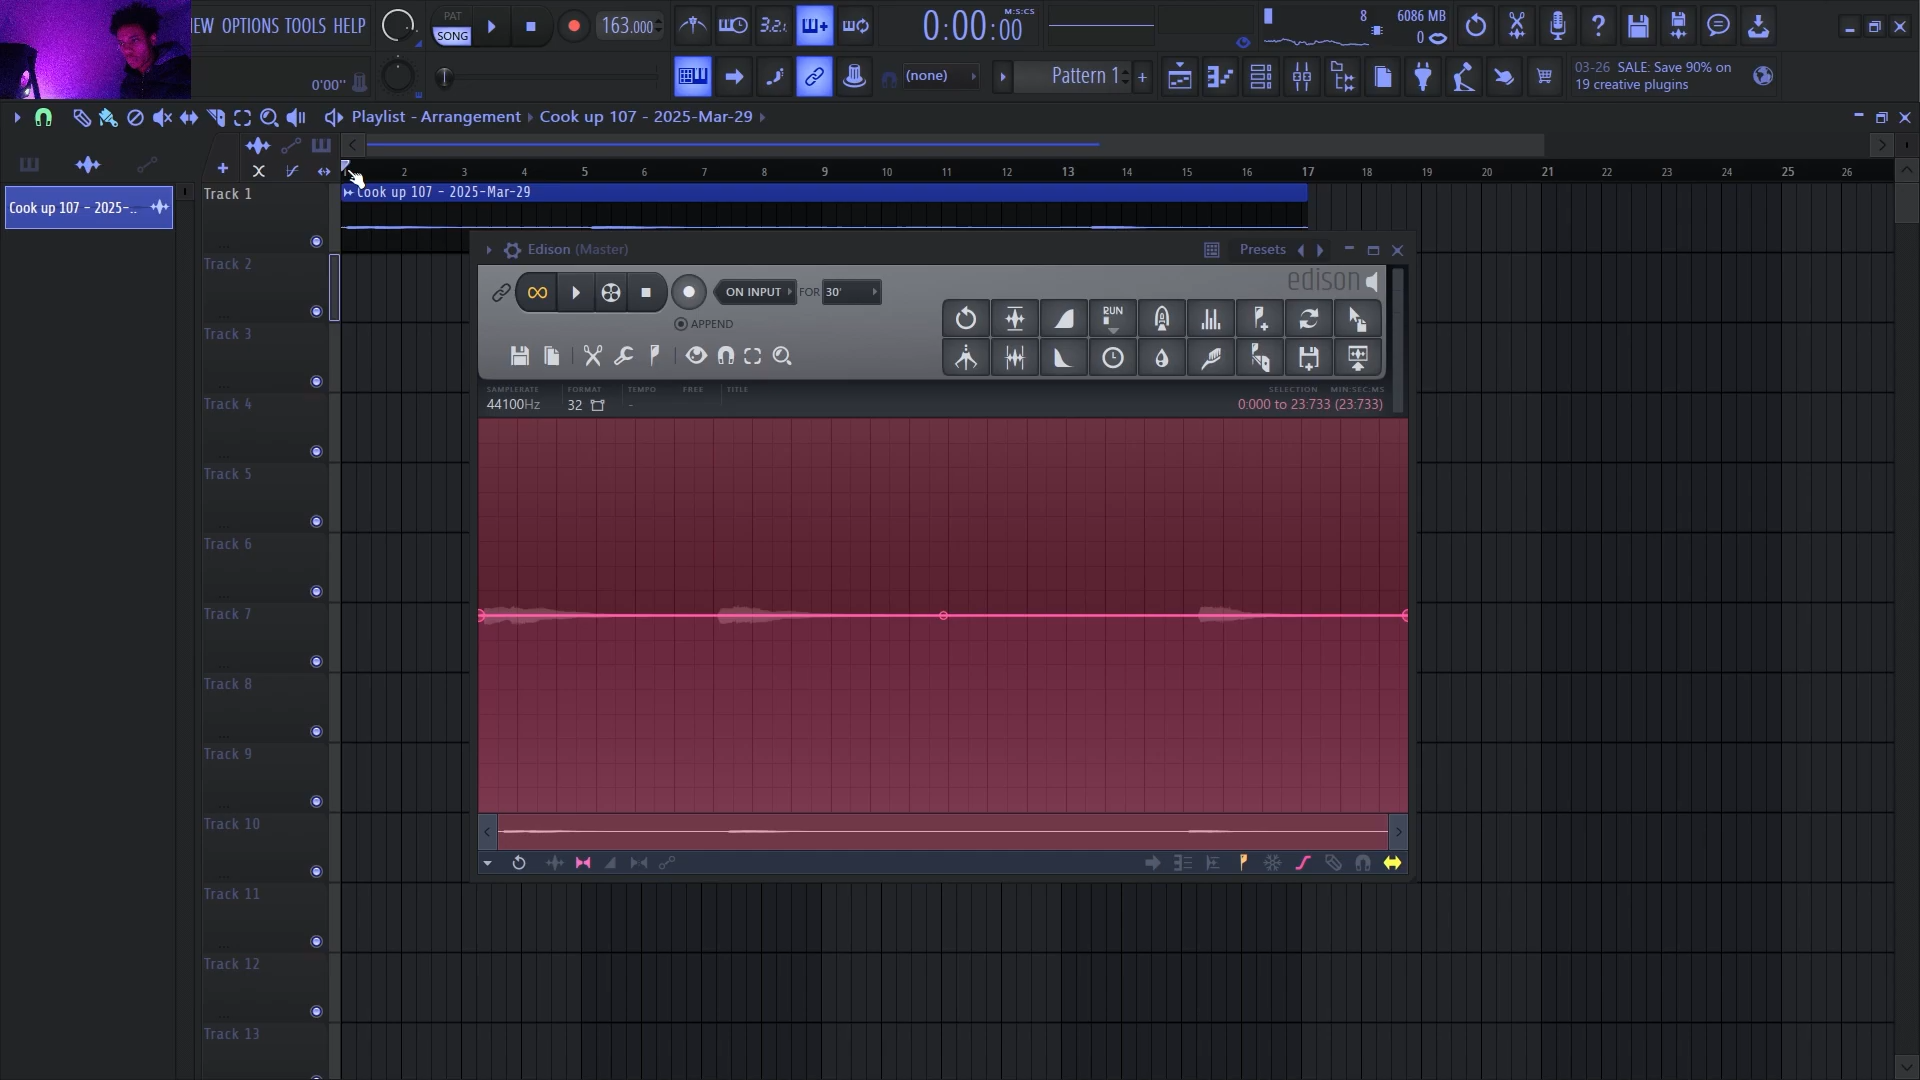 OPTIONS TOOLS HELP
PAT
SONG
163.000
3.2.1
0:00:00
M:S:CS
8
6086 MB
0
0'00''
(none)
Pattern 1
03-26 SALE: Save 90% on
19 creative plugins
Playlist - Arrangement
Cook up 107 - 2025-Mar-29
1 2 3 4 5 6 7 8 9 10 11 12 13 14 15 16 17 18 19 20 21 22 23 24 25 26
Cook up 107 - 2025-..
Track 1
Cook up 107 - 2025-Mar-29
Track 2
Track 3
Track 4
Track 5
Track 6
Track 7
Track 8
Track 9
Track 10
Track 11
Track 12
Track 13
Edison (Master)
Presets
edison
ON INPUT
FOR
30'
APPEND
RUN
SAMPLERATE
FORMAT
TEMPO
FREE
TITLE
SELECTION
MIN:SEC:MS
44100Hz
32
-
0:000 to 23:733 (23:733)